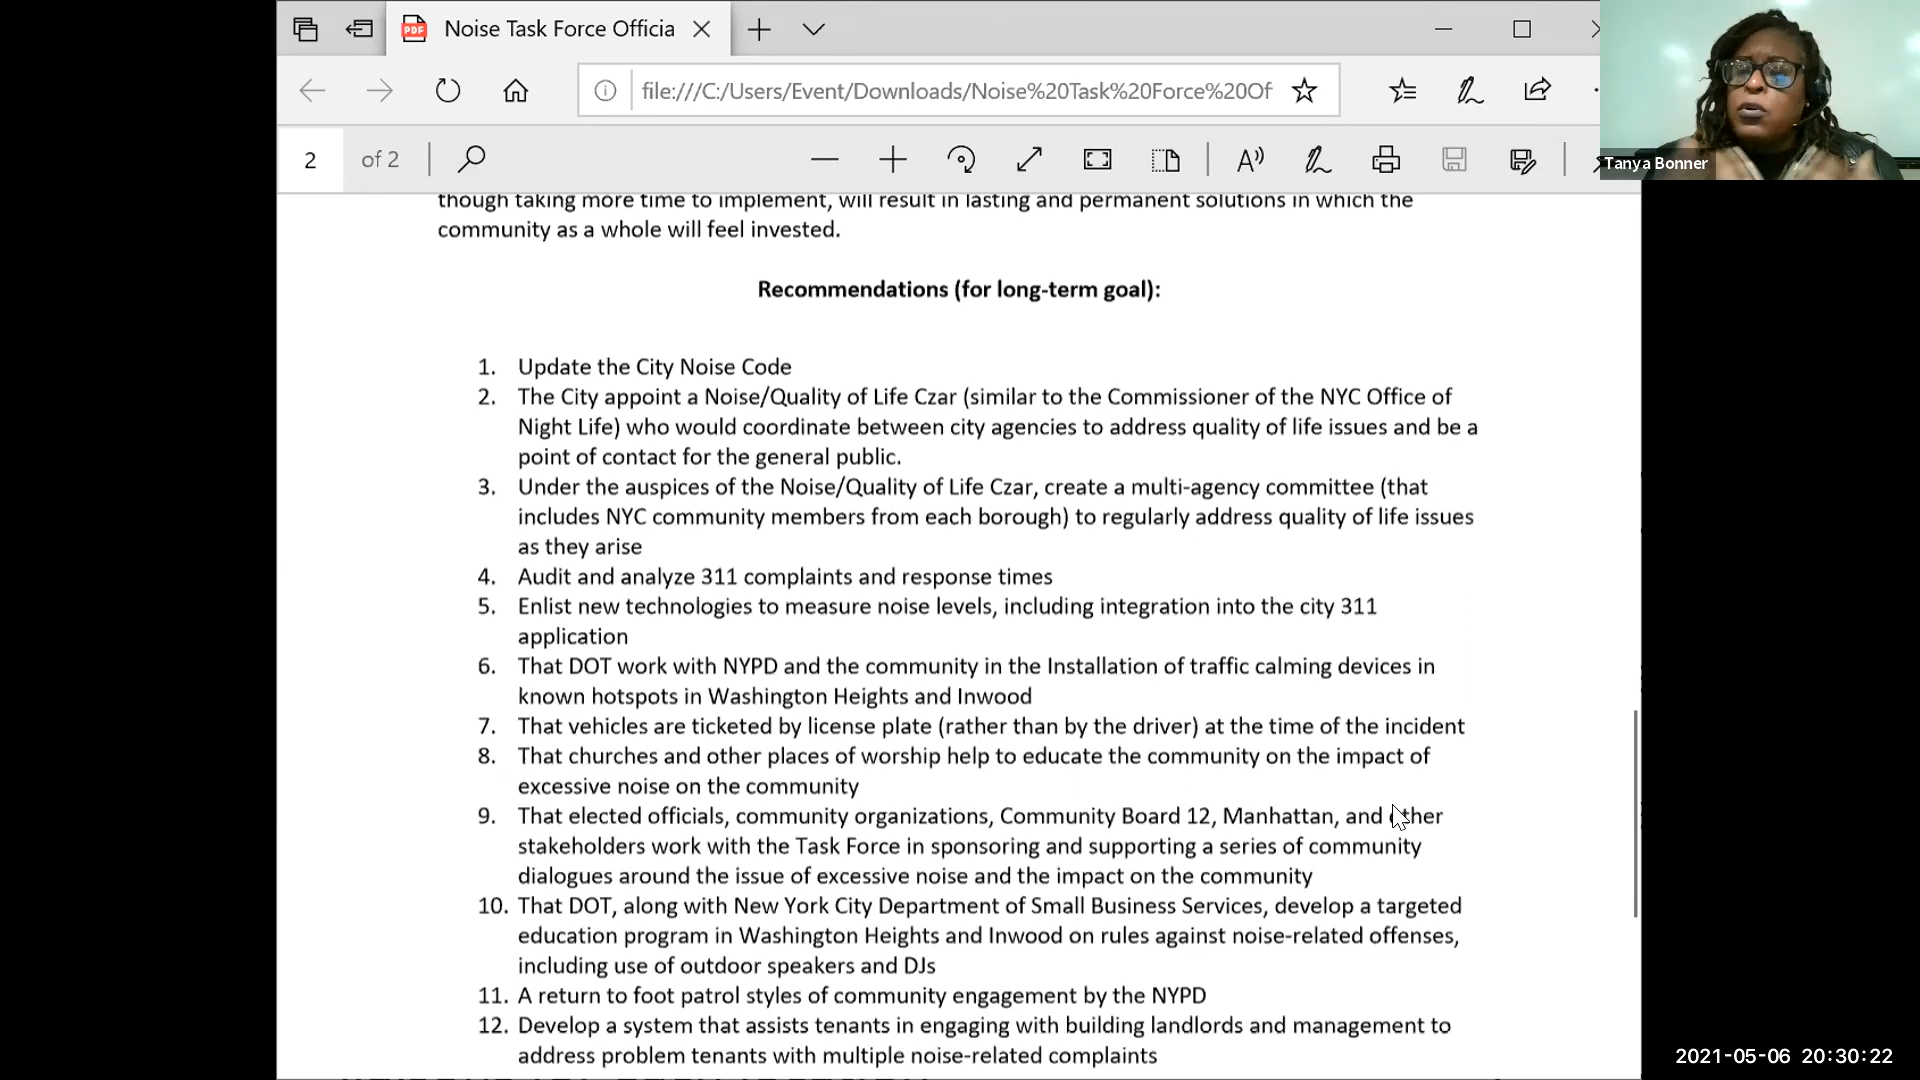 Noise Task Force Officia
file:///C:/Users/Event/Downloads/Noise%20Task%20Force%20Of
2 of 2
Tanya Bonner
though taking more time to implement, will result in lasting and permanent solutions in which the
community as a whole will feel invested.
Recommendations (for long-term goal):
1. Update the City Noise Code
2. The City appoint a Noise/Quality of Life Czar (similar to the Commissioner of the NYC Office of
Night Life) who would coordinate between city agencies to address quality of life issues and be a
point of contact for the general public.
3. Under the auspices of the Noise/Quality of Life Czar, create a multi-agency committee (that
includes NYC community members from each borough) to regularly address quality of life issues
as they arise
4. Audit and analyze 311 complaints and response times
5. Enlist new technologies to measure noise levels, including integration into the city 311
application
6. That DOT work with NYPD and the community in the Installation of traffic calming devices in
known hotspots in Washington Heights and Inwood
7. That vehicles are ticketed by license plate (rather than by the driver) at the time of the incident
8. That churches and other places of worship help to educate the community on the impact of
excessive noise on the community
9. That elected officials, community organizations, Community Board 12, Manhattan, and other
stakeholders work with the Task Force in sponsoring and supporting a series of community
dialogues around the issue of excessive noise and the impact on the community
10. That DOT, along with New York City Department of Small Business Services, develop a targeted
education program in Washington Heights and Inwood on rules against noise-related offenses,
including use of outdoor speakers and DJs
11. A return to foot patrol styles of community engagement by the NYPD
12. Develop a system that assists tenants in engaging with building landlords and management to
address problem tenants with multiple noise-related complaints
2021-05-06 20:30:22